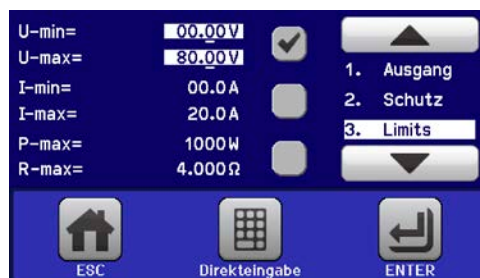 U-min= 00.00V
U-max= 80.00V
I-min= 00.0A
I-max= 20.0A
P-max= 1000W
R-max= 4.000Ω
1. Ausgang
2. Schutz
3. Limits
ESC
Direkteingabe
ENTER